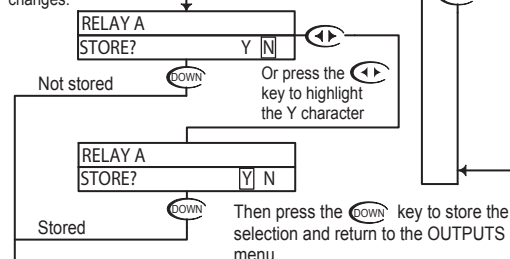 changes.
RELAY A
STORE? Y N
DOWN
Not stored
Or press the
key to highlight
the Y character
RELAY A
STORE? Y N
DOWN
Stored
Then press the DOWN key to store the
selection and return to the OUTPUTS
menu